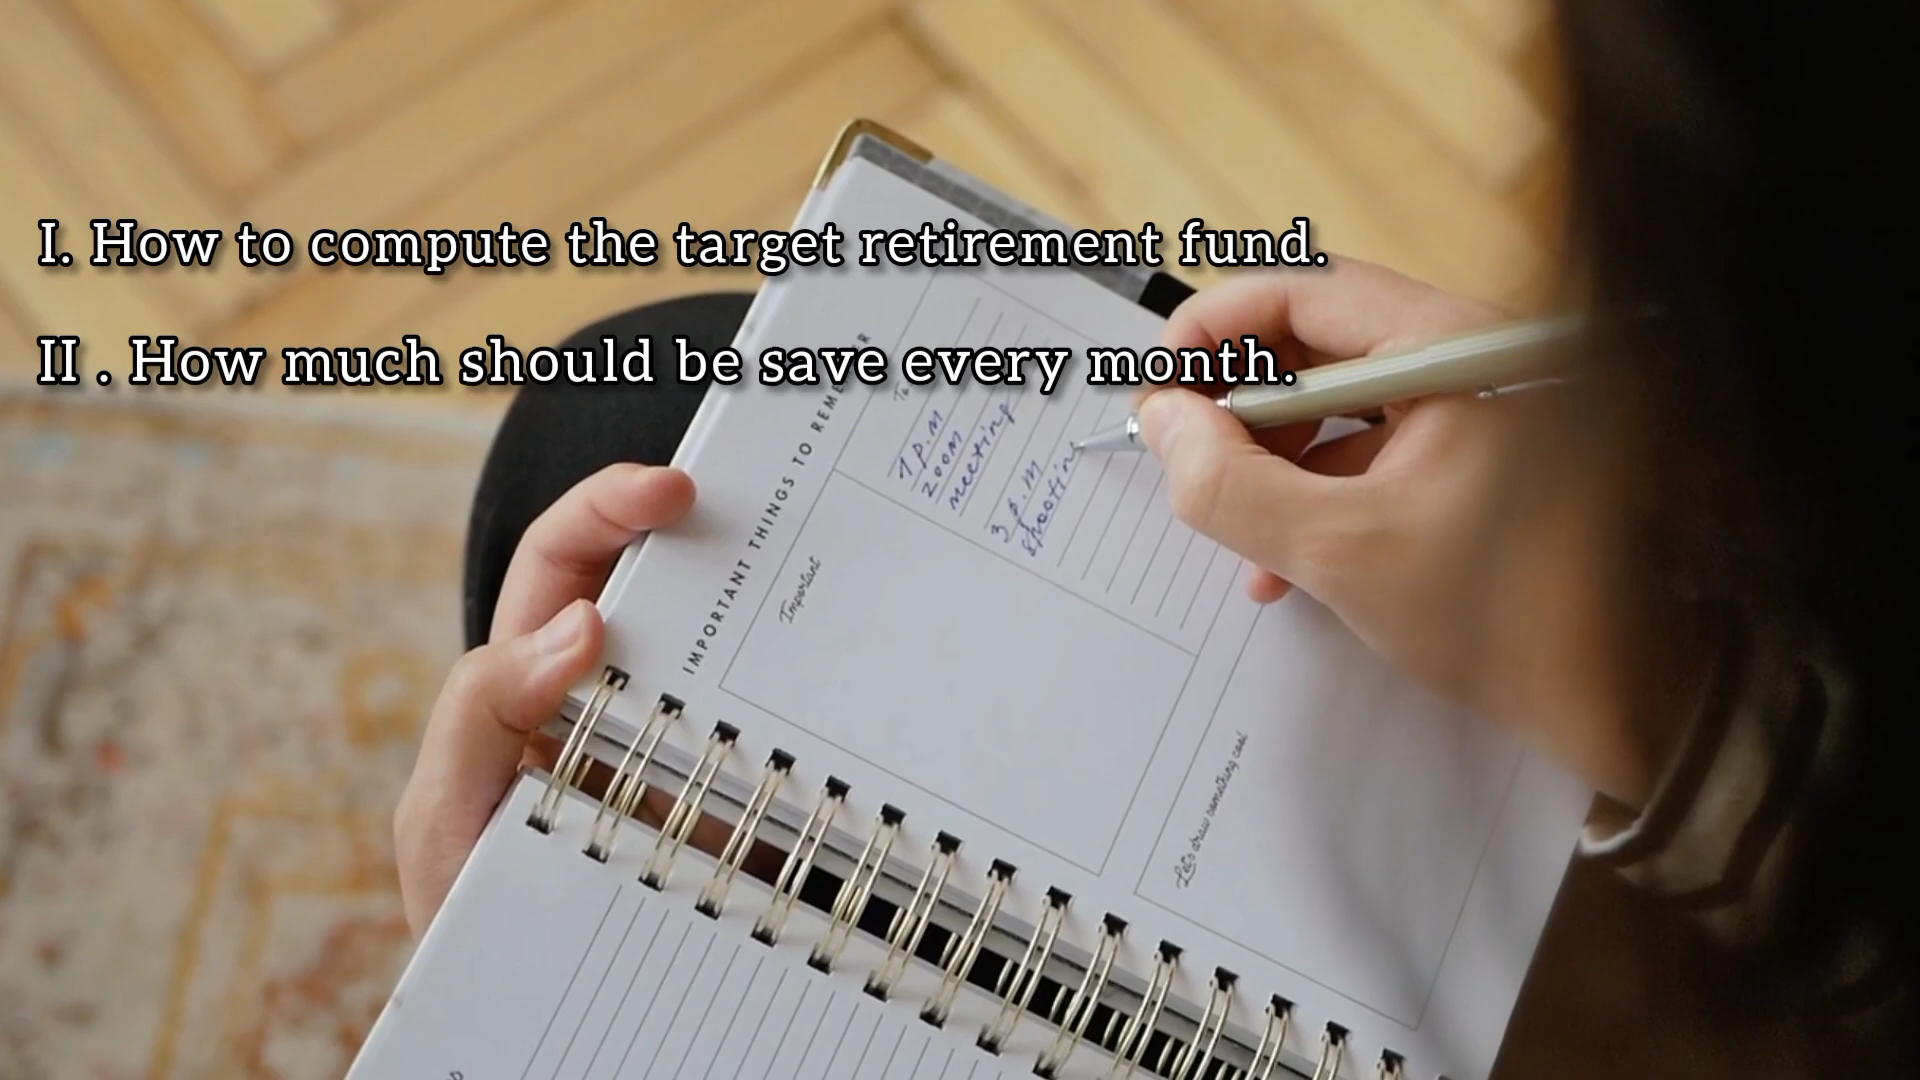 I. How to compute the target retirement fund.
II . How much should be save every month.
IMPORTANT THINGS TO REMEMBER
1 p.m
zoom
meeting
3 p.m
shooting
Important
Let's draw something cool